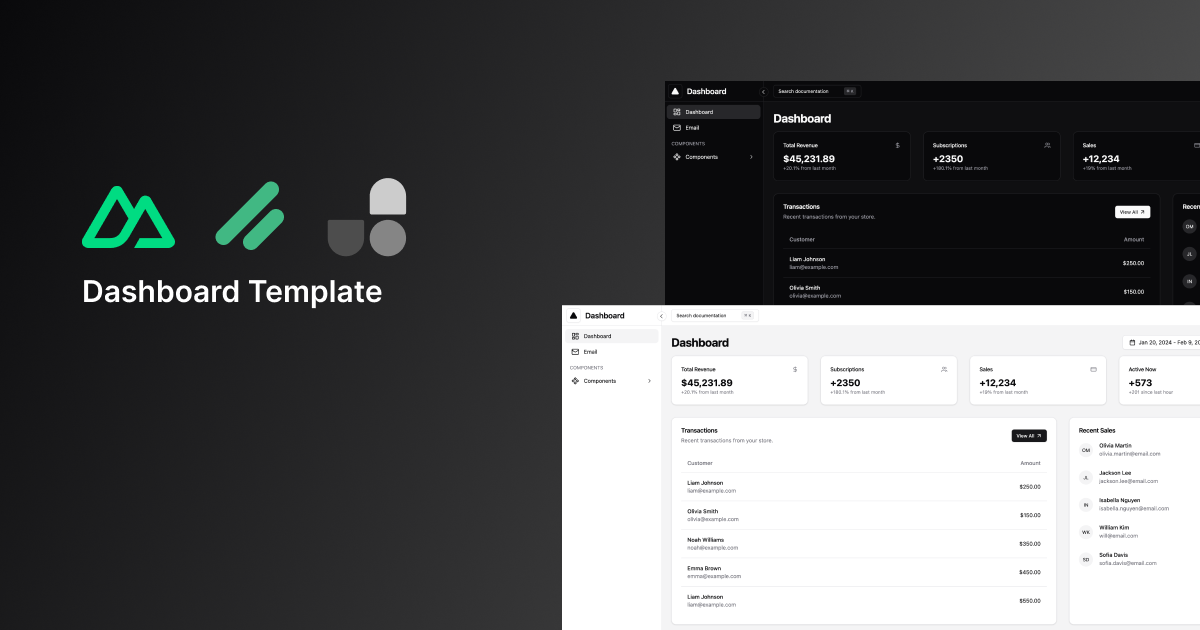 Dashboard Template
Dashboard
Search documentation ⌘ K
Dashboard
Email
COMPONENTS
Components
Dashboard
Total Revenue $
$45,231.89
+20.1% from last month
Subscriptions
+2350
+180.1% from last month
Sales
+12,234
+19% from last month
Transactions
Recent transactions from your store.
View All
Customer Amount
Liam Johnson
liam@example.com
$250.00
Olivia Smith
olivia@example.com
$150.00
Recen
OM
JL
IN
Dashboard
Search documentation ⌘ K
Dashboard
Email
COMPONENTS
Components
Dashboard
Jan 20, 2024 - Feb 9, 20
Total Revenue $
$45,231.89
+20.1% from last month
Subscriptions
+2350
+180.1% from last month
Sales
+12,234
+19% from last month
Active Now
+573
+201 since last hour
Transactions
Recent transactions from your store.
View All
Customer Amount
Liam Johnson
liam@example.com
$250.00
Olivia Smith
olivia@example.com
$150.00
Noah Williams
noah@example.com
$350.00
Emma Brown
emma@example.com
$450.00
Liam Johnson
liam@example.com
$550.00
Recent Sales
OM
Olivia Martin
olivia.martin@email.com
JL
Jackson Lee
jackson.lee@email.com
IN
Isabella Nguyen
isabella.nguyen@email.com
WK
William Kim
will@email.com
SD
Sofia Davis
sofia.davis@email.com